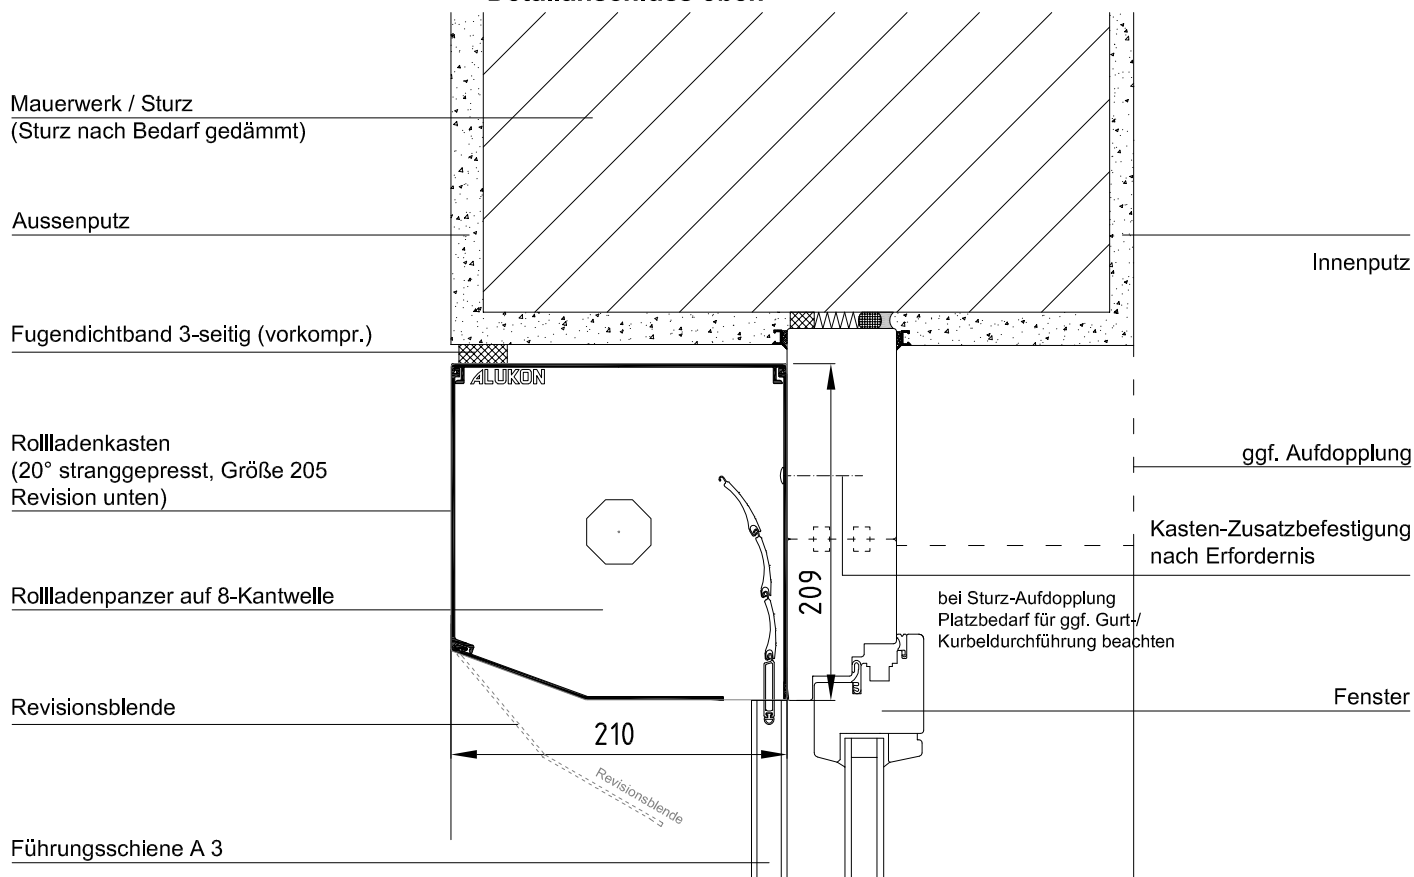 Detailanschluss oben
Mauerwerk / Sturz
(Sturz nach Bedarf gedämmt)
Aussenputz
Innenputz
Fugendichtband 3-seitig (vorkompr.)
ALUKON
Rollladenkasten
(20° stranggepresst, Größe 205
Revision unten)
ggf. Aufdopplung
Kasten-Zusatzbefestigung
nach Erfordernis
209
Rollladenpanzer auf 8-Kantwelle
bei Sturz-Aufdopplung
Platzbedarf für ggf. Gurt-/
Kurbeldurchführung beachten
Revisionsblende
Fenster
210
Revisionsblende
Führungsschiene A 3